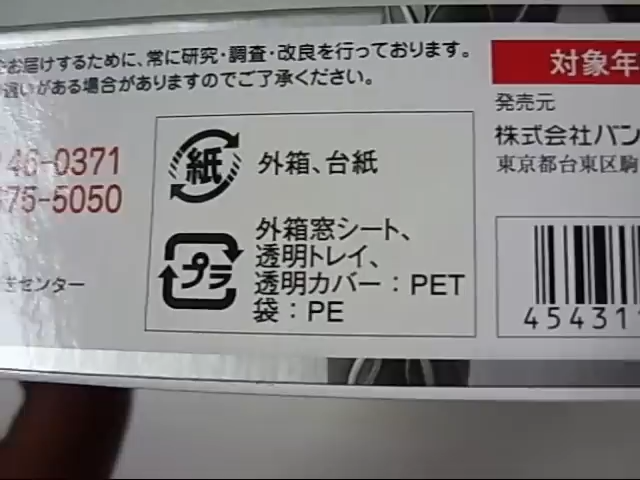 お届けするために、常に研究・調査・改良を行っております。
違いがある場合がありますのでご了承ください。
46-0371
75-5050
センター
紙
外箱、台紙
プラ
外箱窓シート、
透明トレイ、
透明カバー：PET
袋：PE
対象年
発売元
株式会社バン
東京都台東区駒
454311